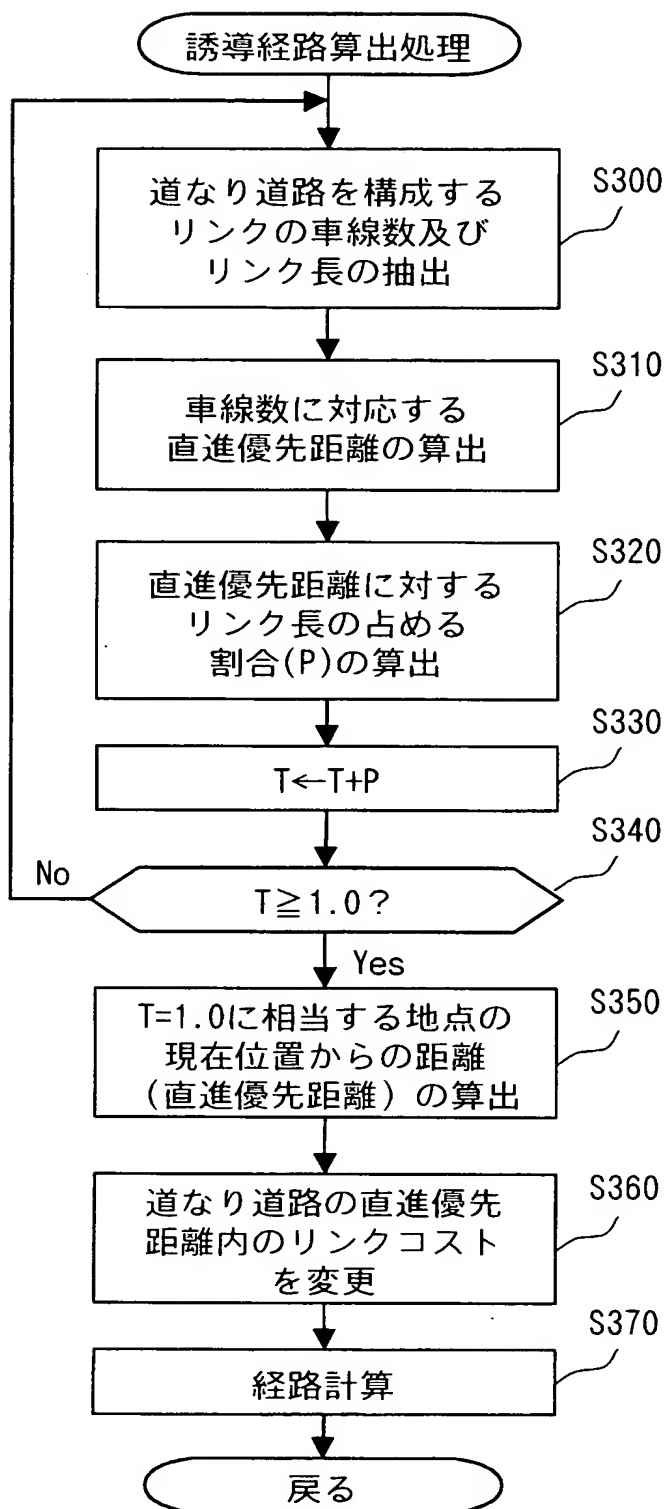 誘導経路算出処理
道なり道路を構成する
リンクの車線数及び
リンク長の抽出
S300
車線数に対応する
直進優先距離の算出
S310
直進優先距離に対する
リンク長の占める
割合(P)の算出
S320
T←T+P
S330
T≧1.0?
S340
No
Yes
T=1.0に相当する地点の
現在位置からの距離
(直進優先距離)の算出
S350
道なり道路の直進優先
距離内のリンクコスト
を変更
S360
経路計算
S370
戻る